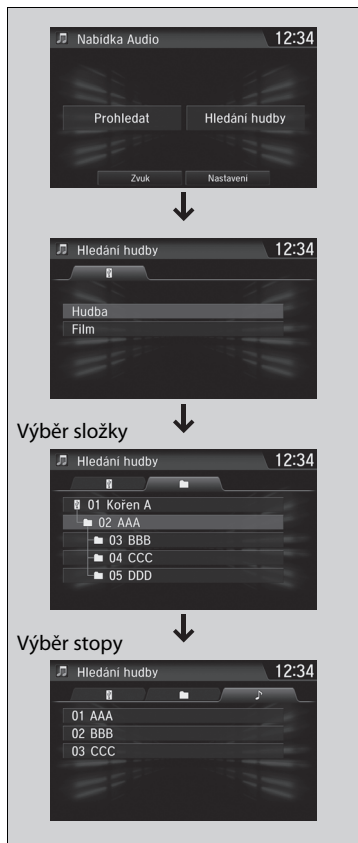 Nabídka Audio 12:34
Prohledat Hledání hudby
Zvuk Nastavení
Hledání hudby 12:34
Hudba
Film
Výběr složky
Hledání hudby 12:34
01 Kořen A
02 AAA
03 BBB
04 CCC
05 DDD
Výběr stopy
Hledání hudby 12:34
01 AAA
02 BBB
03 CCC